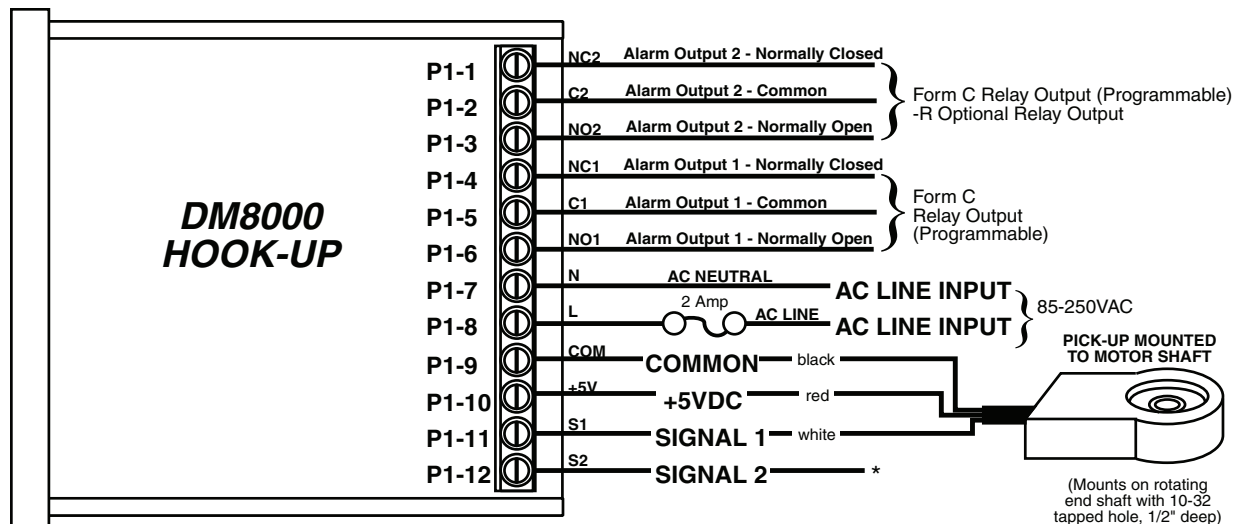 DM8000
HOOK-UP
P1-1 NC2 Alarm Output 2 - Normally Closed
P1-2 C2 Alarm Output 2 - Common
P1-3 NO2 Alarm Output 2 - Normally Open
Form C Relay Output (Programmable)
-R Optional Relay Output
P1-4 NC1 Alarm Output 1 - Normally Closed
P1-5 C1 Alarm Output 1 - Common
P1-6 NO1 Alarm Output 1 - Normally Open
Form C
Relay Output
(Programmable)
P1-7 N AC NEUTRAL AC LINE INPUT
P1-8 L 2 Amp AC LINE AC LINE INPUT
85-250VAC
P1-9 COM COMMON black
P1-10 +5V +5VDC red
P1-11 S1 SIGNAL 1 white
P1-12 S2 SIGNAL 2 *
PICK-UP MOUNTED
TO MOTOR SHAFT
(Mounts on rotating
end shaft with 10-32
tapped hole, 1/2" deep)